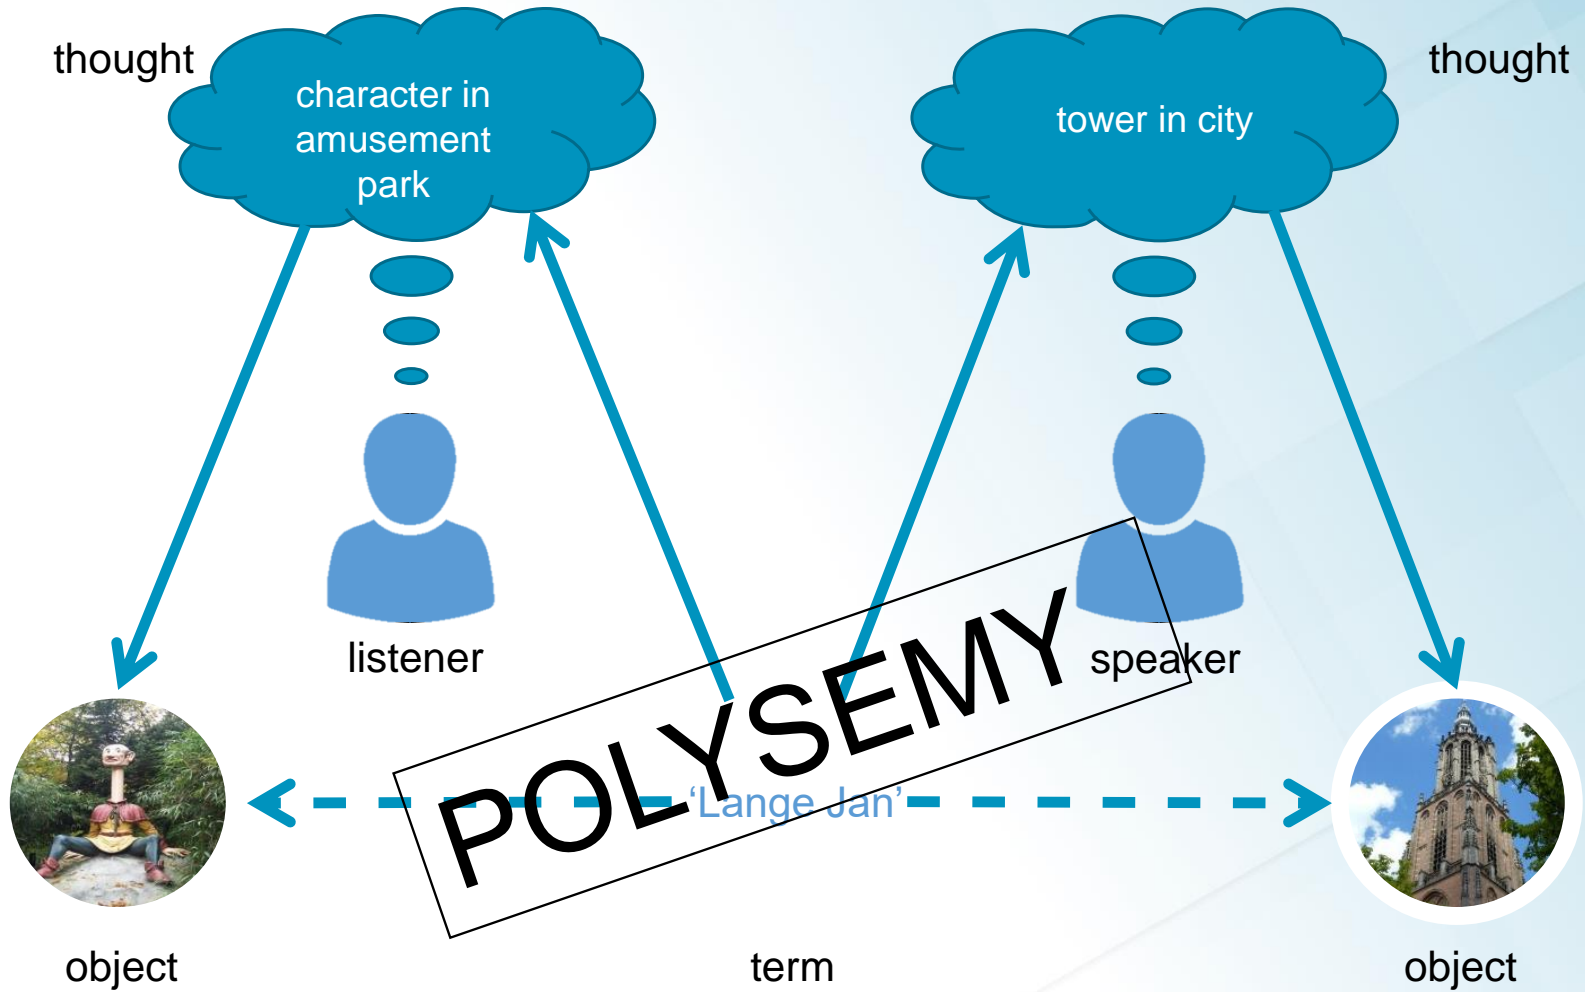 thought
thought
character in
amusement
park
tower in city
listener
speaker
POLYSEMY
‘Lange Jan’
object
term
object